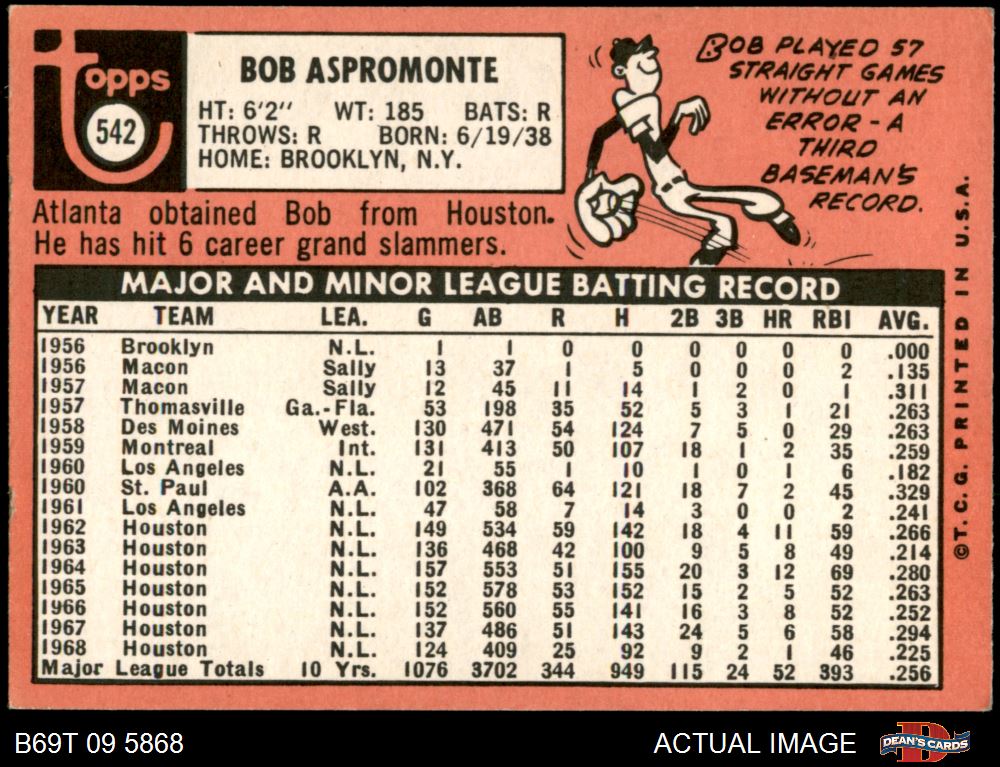 Topps
542
BOB ASPROMONTE
HT: 6'2" WT: 185 BATS: R
THROWS: R BORN: 6/19/38
HOME: BROOKLYN, N.Y.
BOB PLAYED 57
STRAIGHT GAMES
WITHOUT AN
ERROR - A
THIRD
BASEMAN'S
RECORD.
Atlanta obtained Bob from Houston.
He has hit 6 career grand slammers.
MAJOR AND MINOR LEAGUE BATTING RECORD
YEAR TEAM LEA. G AB R H 2B 3B HR RBI AVG.
1956 Brooklyn N.L. 1 1 0 0 0 0 0 0 .000
1956 Macon Sally 13 37 1 5 0 0 0 2 .135
1957 Macon Sally 12 45 11 14 1 2 0 1 .311
1957 Thomasville Ga.-Fla. 53 198 35 52 5 3 1 21 .263
1958 Des Moines West. 130 471 54 124 7 5 0 29 .263
1959 Montreal Int. 131 413 50 107 18 1 2 35 .259
1960 Los Angeles N.L. 21 55 1 10 1 0 1 6 .182
1960 St. Paul A.A. 102 368 64 121 18 7 2 45 .329
1961 Los Angeles N.L. 47 58 7 14 3 0 0 2 .241
1962 Houston N.L. 149 534 59 142 18 4 11 59 .266
1963 Houston N.L. 136 468 42 100 9 5 8 49 .214
1964 Houston N.L. 157 553 51 155 20 3 12 69 .280
1965 Houston N.L. 152 578 53 152 15 2 5 52 .263
1966 Houston N.L. 152 560 55 141 16 3 8 52 .252
1967 Houston N.L. 137 486 51 143 24 5 6 58 .294
1968 Houston N.L. 124 409 25 92 9 2 1 46 .225
Major League Totals 10 Yrs. 1076 3702 344 949 115 24 52 393 .256
©T.C.G. PRINTED IN U.S.A.
B69T 09 5868
ACTUAL IMAGE
DEAN'S CARDS